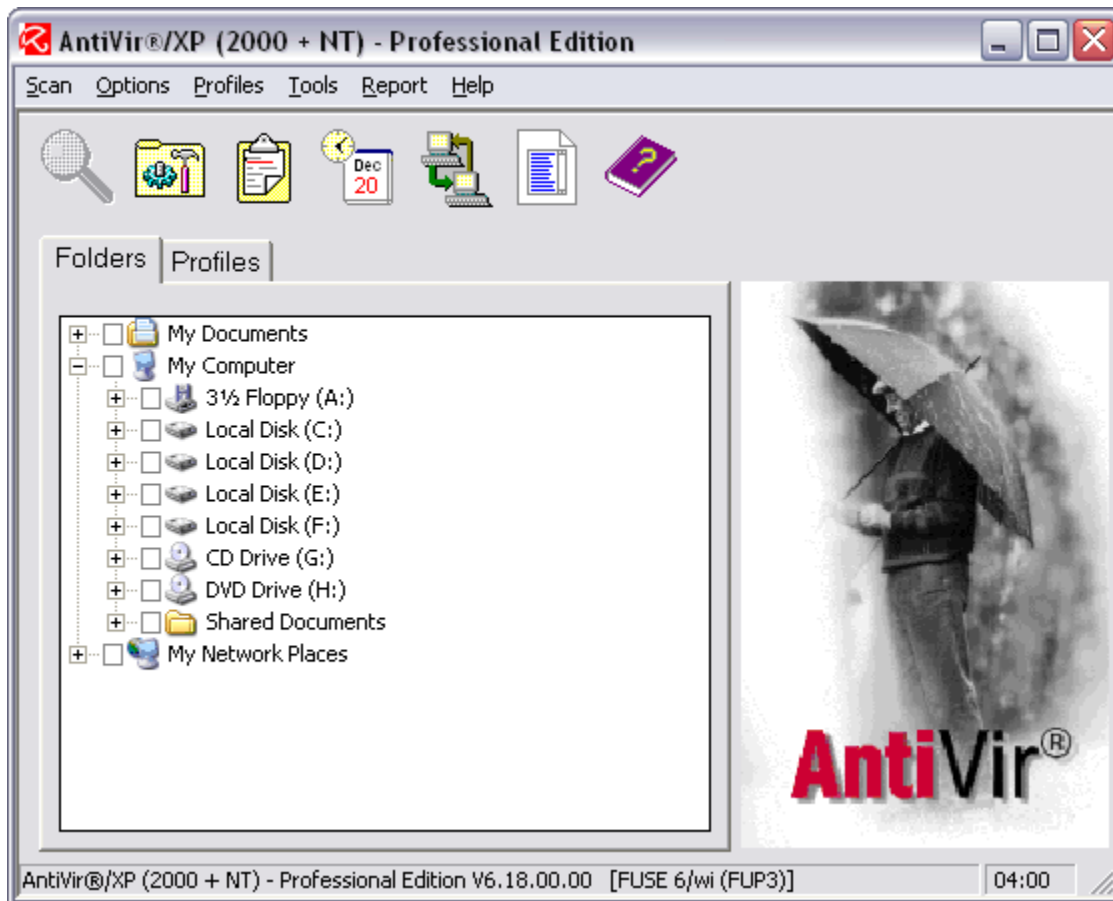 AntiVir®/XP (2000 + NT) - Professional Edition
Scan Options Profiles Tools Report Help
Dec
20
?
Folders Profiles
My Documents
My Computer
3½ Floppy (A:)
Local Disk (C:)
Local Disk (D:)
Local Disk (E:)
Local Disk (F:)
CD Drive (G:)
DVD Drive (H:)
Shared Documents
My Network Places
AntiVir®
AntiVir®/XP (2000 + NT) - Professional Edition V6.18.00.00 [FUSE 6/wi (FUP3)] 04:00